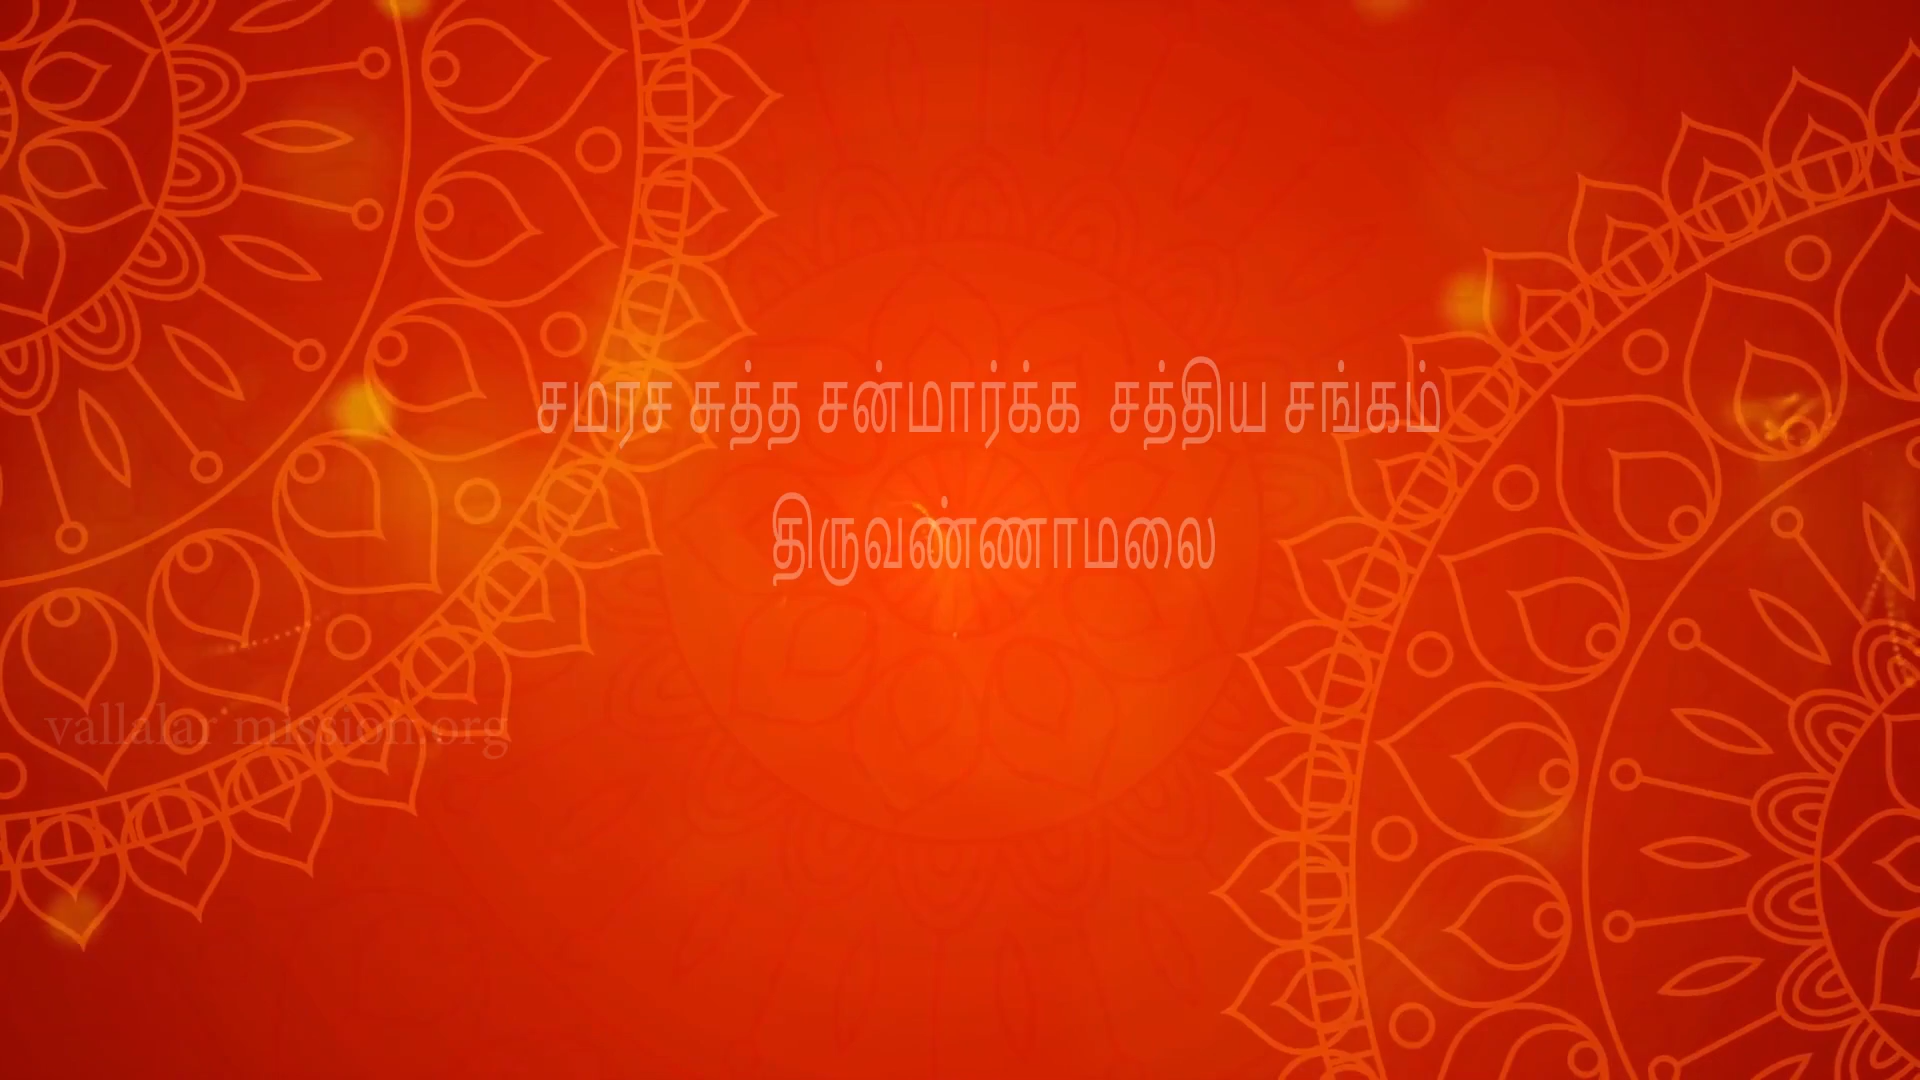 சமரச சுத்த சன்மார்க்க சத்திய சங்கம்
திருவண்ணாமலை
vallalar mission.org